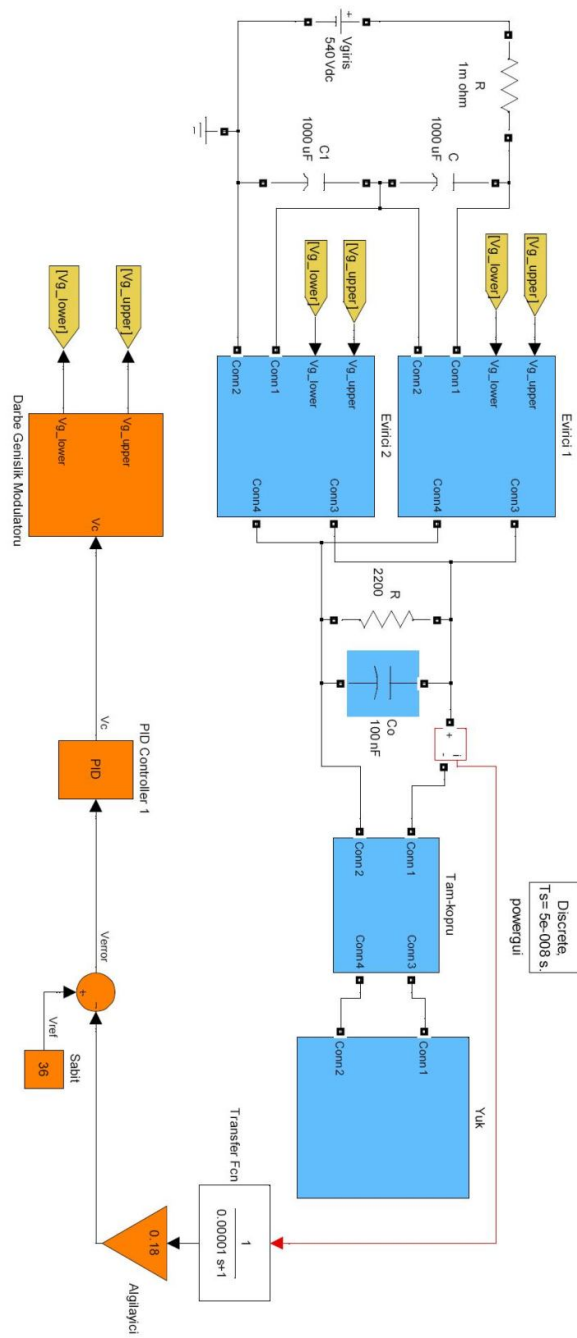 Discrete,
Ts= 5e-008 s.
powergui
R
1m ohm
Vgiris
540 Vdc
+
C
1000 uF
C1
1000 uF
[Vg_upper]
[Vg_lower]
Evirici 1
Vg_upper
Vg_lower
Conn1
Conn2
Conn3
Conn4
[Vg_upper]
[Vg_lower]
Evirici 2
Vg_upper
Vg_lower
Conn1
Conn2
Conn3
Conn4
R
2200
Co
100 nF
+
i
-
Tam-kopru
Conn1
Conn2
Conn3
Conn4
Yuk
Conn1
Conn2
[Vg_upper]
[Vg_lower]
Vg_upper
Vg_lower
Vc
Darbe Genislik Modulatoru
Vc
PID
PID Controller 1
Verror
+
−
Vref
36
Sabit
Transfer Fcn
1
0.00001 s+1
0.18
Algilayici